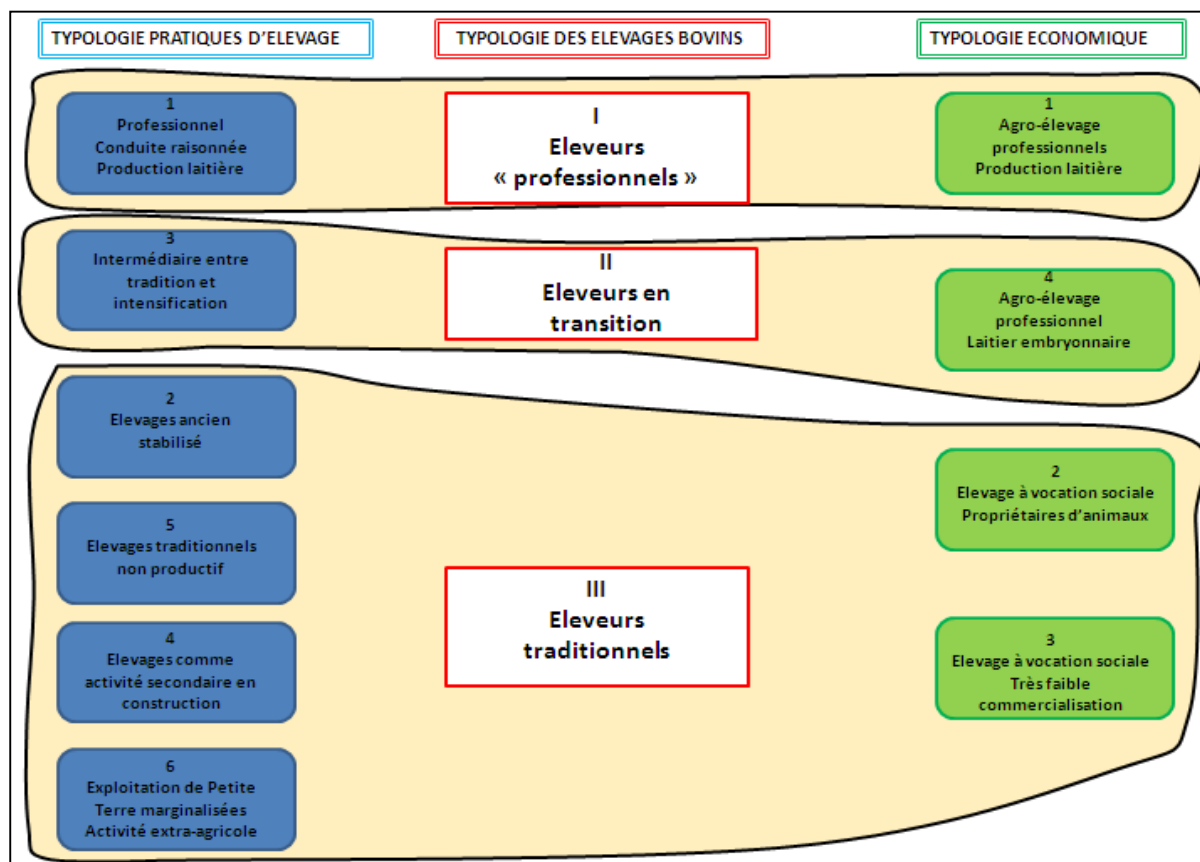 TYPOLOGIE PRATIQUES D'ELEVAGE
TYPOLOGIE DES ELEVAGES BOVINS
TYPOLOGIE ECONOMIQUE
1
Professionnel
Conduite raisonnée
Production laitière
I
Eleveurs
« professionnels »
1
Agro-élevage
professionnels
Production laitière
3
Intermédiaire entre
tradition et
intensification
II
Eleveurs en
transition
4
Agro-élevage
professionnel
Laitier embryonnaire
2
Elevages ancien
stabilisé
5
Elevages traditionnels
non productif
4
Elevages comme
activité secondaire en
construction
6
Exploitation de Petite
Terre marginalisées
Activité extra-agricole
III
Eleveurs
traditionnels
2
Elevage à vocation sociale
Propriétaires d'animaux
3
Elevage à vocation sociale
Très faible
commercialisation